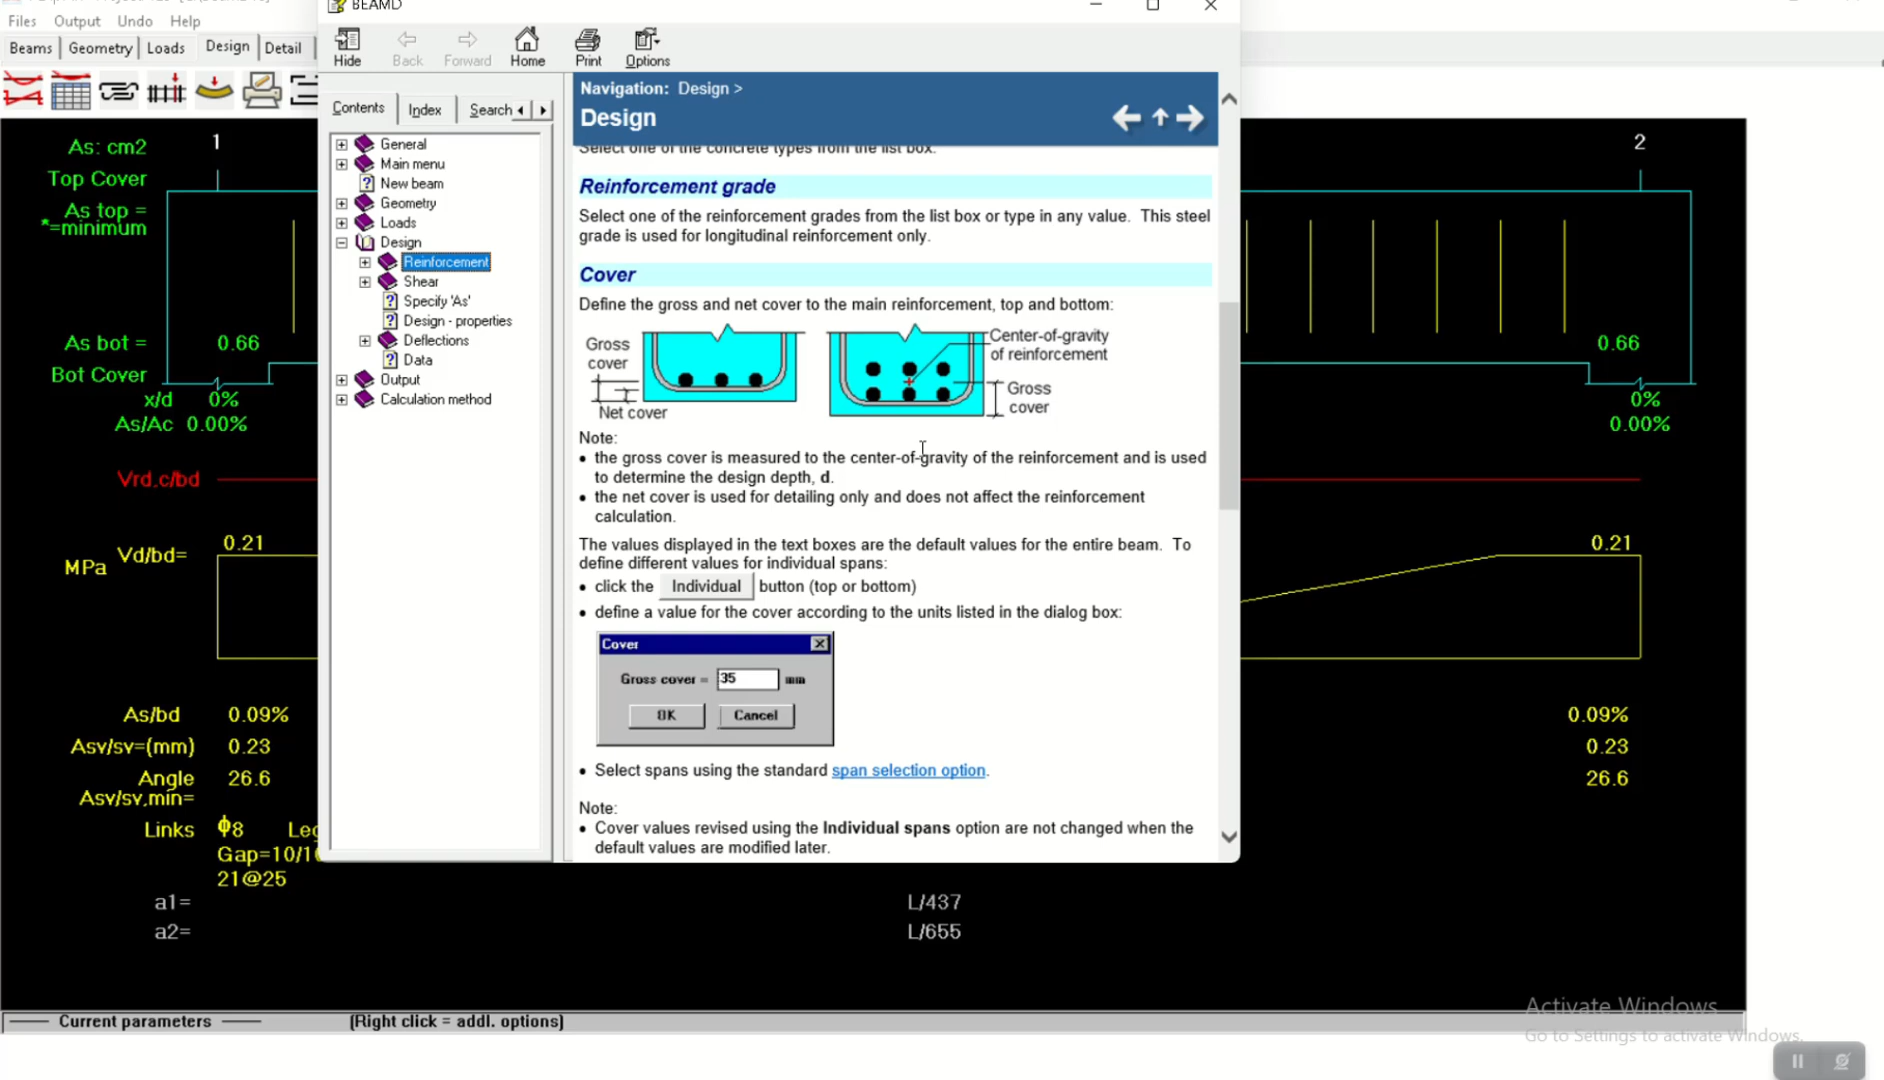 Files Output Undo Help
Beams Geometry Loads Design Detail
BEAMD
Hide Back Forward Home Print Options
Contents Index Search
General
Main menu
New beam
Geometry
Loads
Design
Reinforcement
Shear
Specify 'As'
Design - properties
Deflections
Data
Output
Calculation method
Navigation: Design >
Design
Select one of the concrete types from the list box.
Reinforcement grade
Select one of the reinforcement grades from the list box or type in any value. This steel
grade is used for longitudinal reinforcement only.
Cover
Define the gross and net cover to the main reinforcement, top and bottom:
Gross
cover
Net cover
Center-of-gravity
of reinforcement
Gross
cover
Note:
• the gross cover is measured to the center-of-gravity of the reinforcement and is used
to determine the design depth, d.
• the net cover is used for detailing only and does not affect the reinforcement
calculation.
The values displayed in the text boxes are the default values for the entire beam. To
define different values for individual spans:
• click the Individual button (top or bottom)
• define a value for the cover according to the units listed in the dialog box:
Cover
Gross cover = 35 mm
OK Cancel
• Select spans using the standard span selection option.
Note:
• Cover values revised using the Individual spans option are not changed when the
default values are modified later.
As: cm2 1 2
Top Cover
As top =
*=minimum
As bot = 0.66 0.66
Bot Cover
x/d 0% 0%
As/Ac 0.00% 0.00%
Vrd.c/bd
Vd/bd= 0.21 0.21
MPa
As/bd 0.09% 0.09%
Asv/sv=(mm) 0.23 0.23
Angle 26.6 26.6
Asv/sv,min=
Links ϕ8
Gap=10/1
21@25
a1= L/437
a2= L/655
Current parameters (Right click = addl. options)
Activate Windows
Go to Settings to activate Windows.